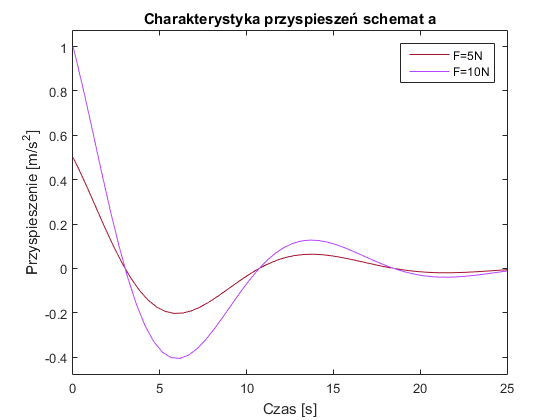 Charakterystyka przyspieszeń schemat a
F=5N
F=10N
Przyspieszenie [m/s²]
1
0.8
0.6
0.4
0.2
0
-0.2
-0.4
0 5 10 15 20 25
Czas [s]